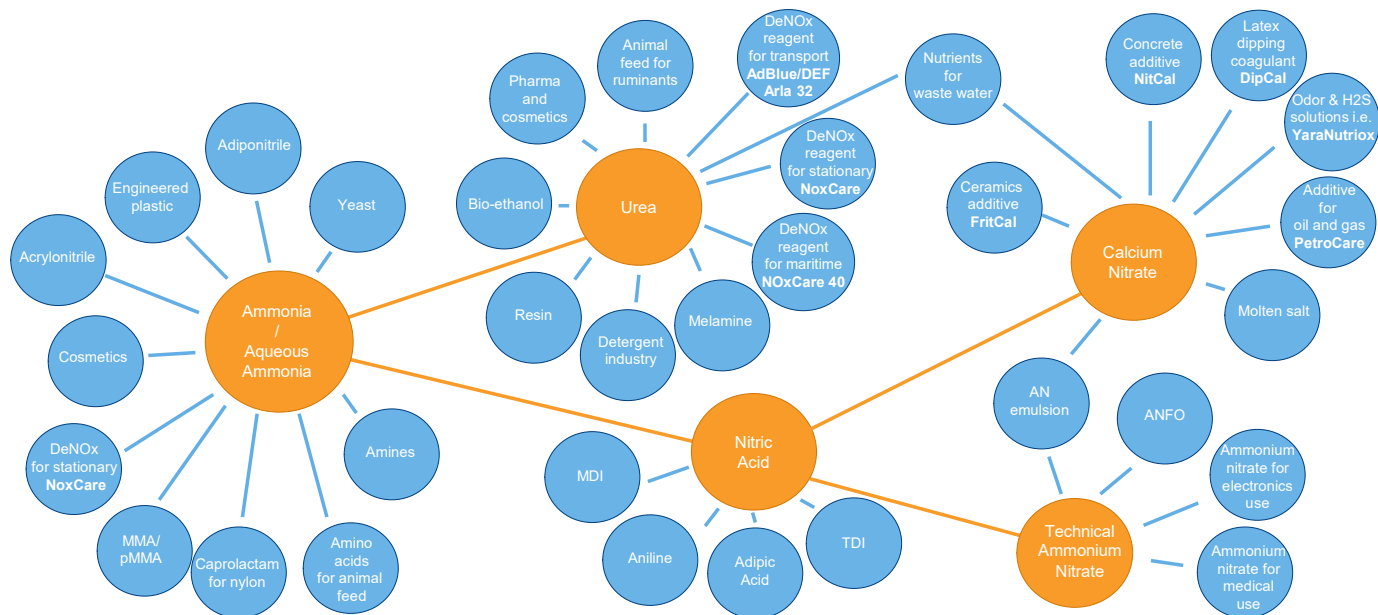 Adiponitrile
Engineered
plastic
Yeast
Acrylonitrile
Cosmetics
DeNOx
for stationary
NoxCare
MMA/
pMMA
Caprolactam
for nylon
Amino
acids
for animal
feed
Amines
Ammonia
/
Aqueous
Ammonia
Pharma
and
cosmetics
Animal
feed for
ruminants
DeNOx
reagent
for transport
AdBlue/DEF
Arla 32
DeNOx
reagent
for stationary
NoxCare
Bio-ethanol
Urea
DeNOx
reagent
for maritime
NOxCare 40
Resin
Detergent
industry
Melamine
Nutrients
for
waste water
Concrete
additive
NitCal
Latex
dipping
coagulant
DipCal
Odor & H2S
solutions i.e.
YaraNutriox
Ceramics
additive
FritCal
Additive
for
oil and gas
PetroCare
Calcium
Nitrate
Molten salt
AN
emulsion
ANFO
Ammonium
nitrate for
electronics
use
Ammonium
nitrate for
medical
use
Technical
Ammonium
Nitrate
Nitric
Acid
MDI
Aniline
Adipic
Acid
TDI